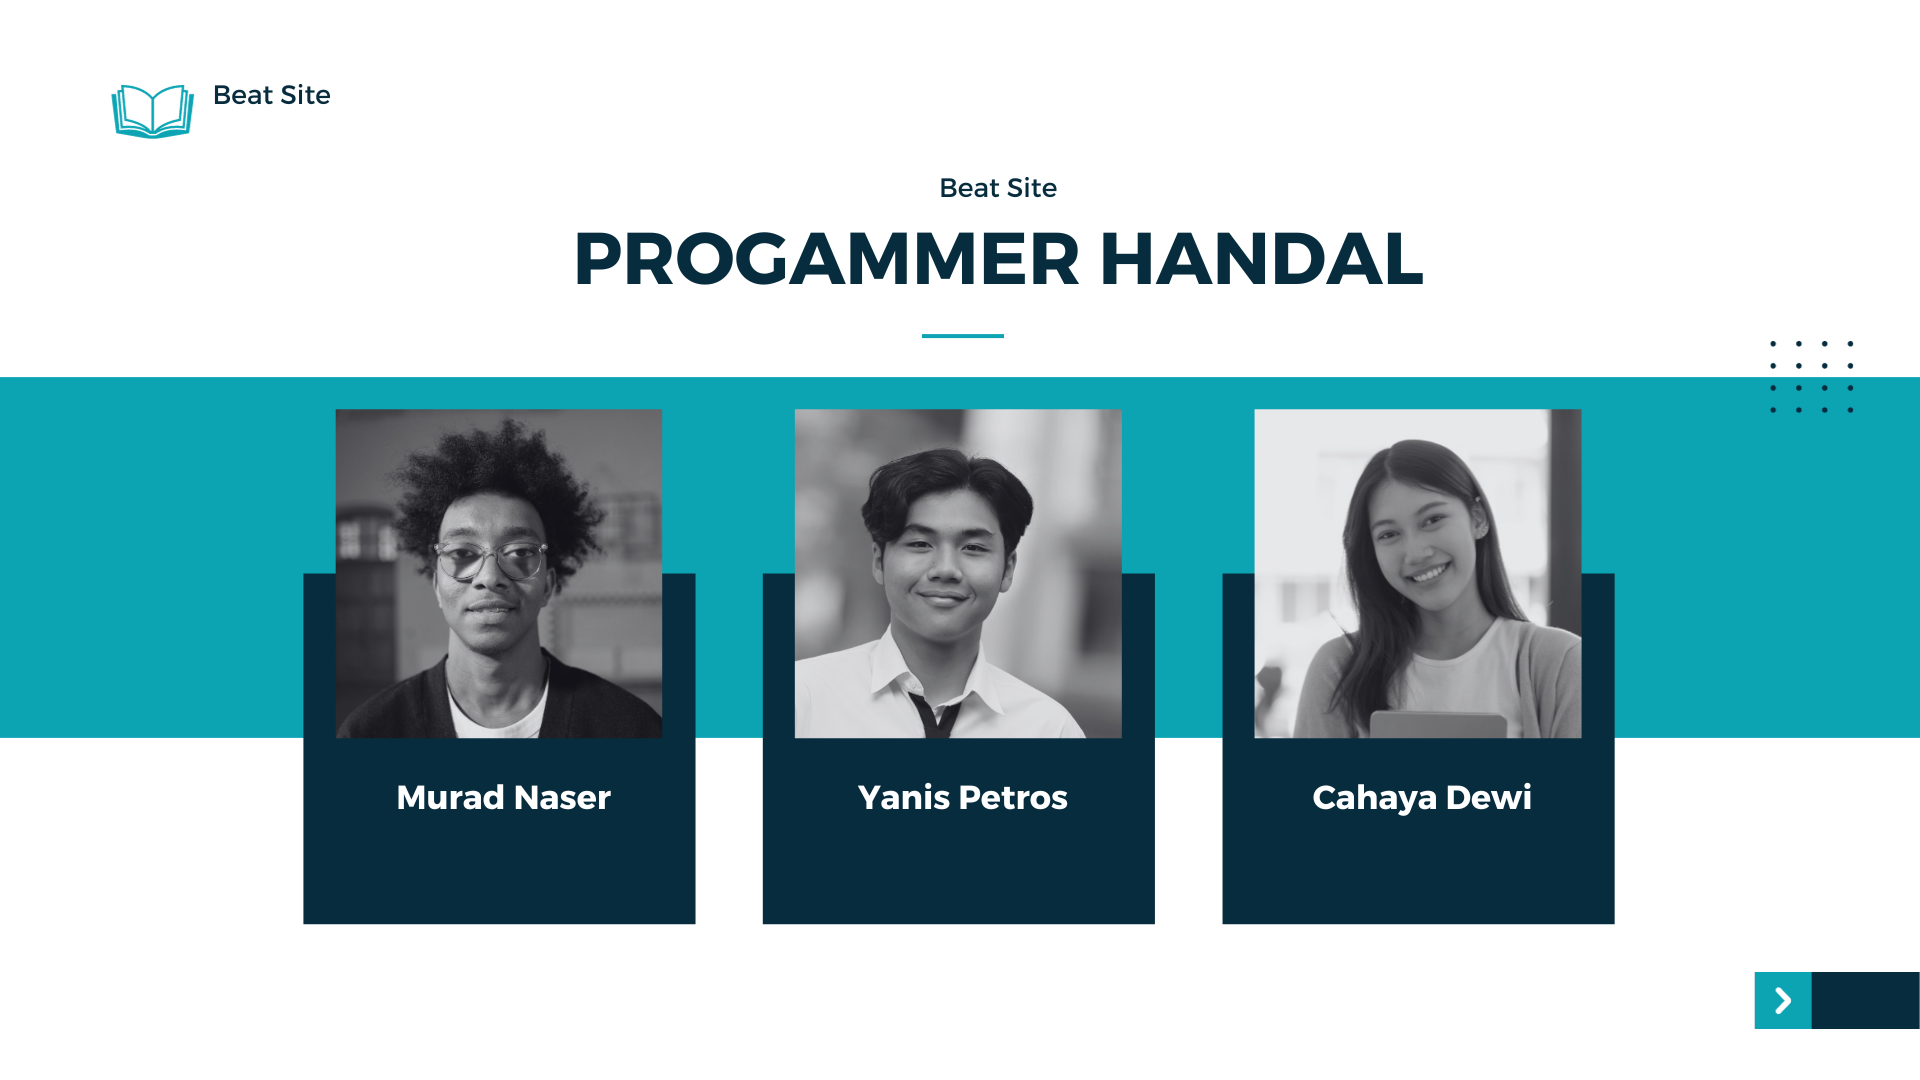 Beat Site
Beat Site
PROGAMMER HANDAL
Murad Naser
Yanis Petros
Cahaya Dewi